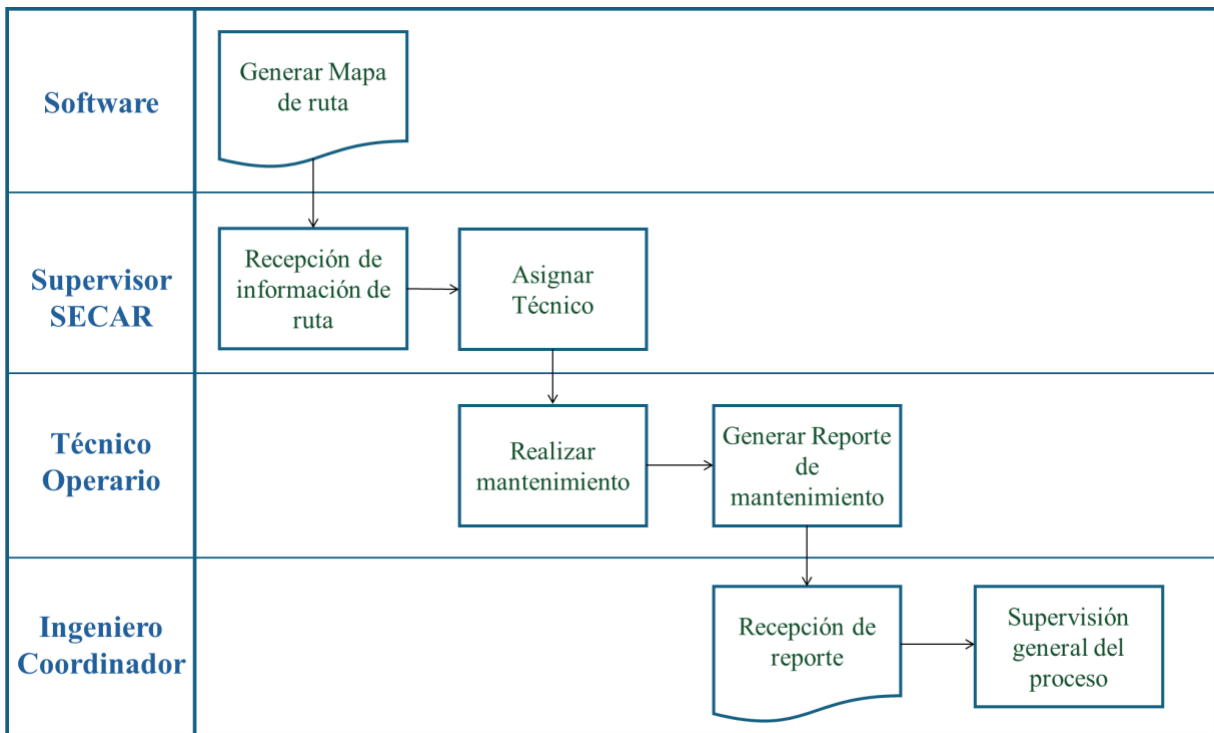 Software
Generar Mapa
de ruta
Supervisor
SECAR
Recepción de
información de
ruta
Asignar
Técnico
Técnico
Operario
Realizar
mantenimiento
Generar Reporte
de
mantenimiento
Ingeniero
Coordinador
Recepción de
reporte
Supervisión
general del
proceso